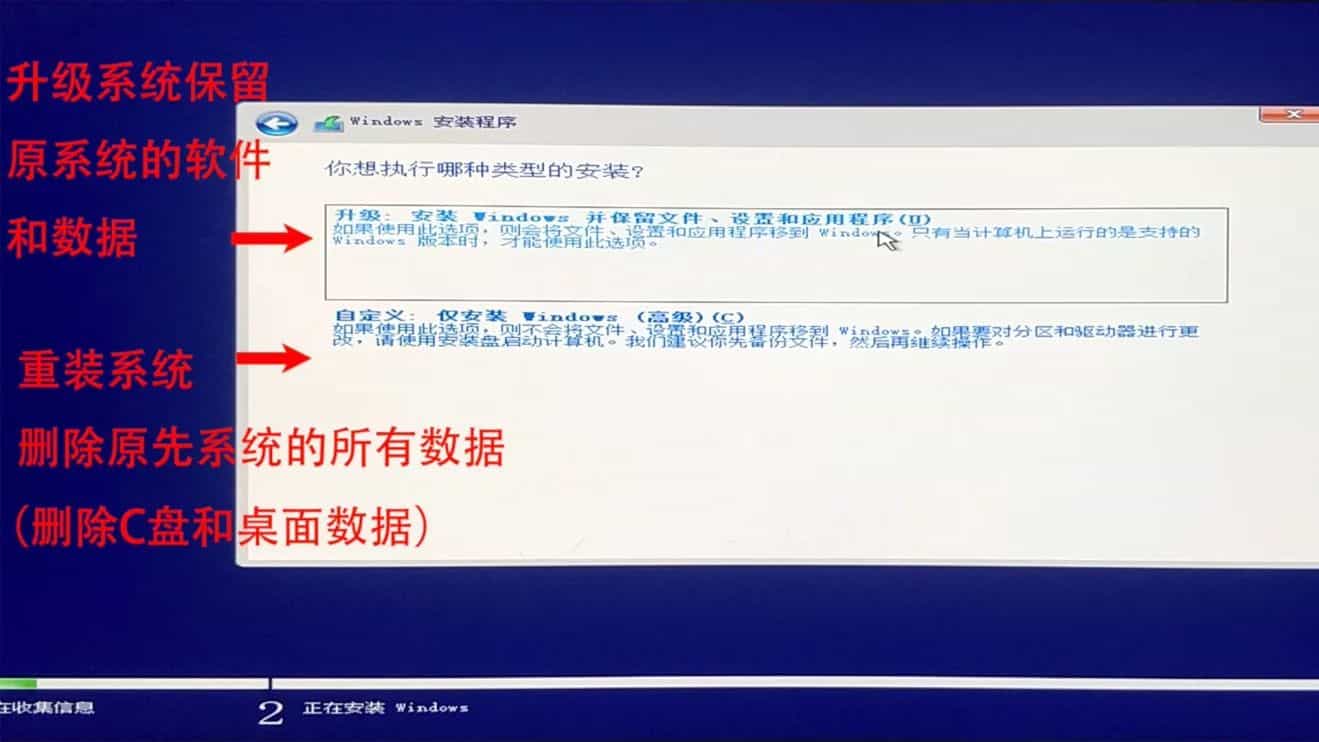 升级系统保留
原系统的软件
和数据
Windows 安装程序
你想执行哪种类型的安装?
升级: 安装 Windows 并保留文件、设置和应用程序(U)
如果使用此选项，则会将文件、设置和应用程序移到 Windows。只有当计算机上运行的是支持的
Windows 版本时，才能使用此选项。
自定义: 仅安装 Windows (高级)(C)
如果使用此选项，则不会将文件、设置和应用程序移到 Windows。如果要对分区和驱动器进行更
改，请使用安装盘启动计算机。我们建议你先备份文件，然后再继续操作。
重装系统
删除原先系统的所有数据
(删除C盘和桌面数据)
在收集信息
2 正在安装 Windows